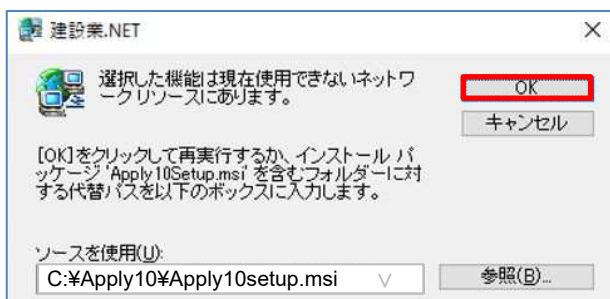 建設業.NET
選択した機能は現在使用できないネットワ
ークリソースにあります。
OK
キャンセル
[OK]をクリックして再実行するか、インストール パ
ッケージ 'Apply10Setup.msi' を含むフォルダーに対
する代替パスを以下のボックスに入力します。
ソースを使用(U):
C:¥Apply10¥Apply10setup.msi
参照(B)...